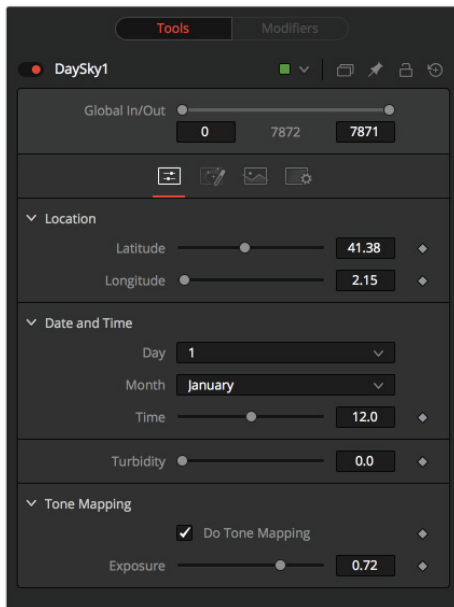 Tools Modifiers
DaySky1
Global In/Out
0 7872 7871
Location
Latitude 41.38
Longitude 2.15
Date and Time
Day 1
Month January
Time 12.0
Turbidity 0.0
Tone Mapping
Do Tone Mapping
Exposure 0.72